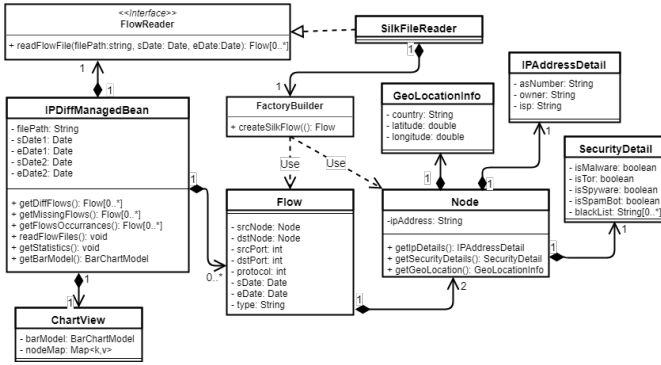 <<interface>>
FlowReader
+ readFlowFile(filePath:string, sDate: Date, eDate:Date): Flow[0..*]
SilkFileReader
1
1
1
IPDiffManagedBean
- filePath: String
- sDate1: Date
- eDate1: Date
- sDate2: Date
- eDate2: Date
+ getDiffFlows(): Flow[0..*]
+ getMissingFlows(): Flow[0..*]
+ getFlowsOccurrances(): Flow[0..*]
+ readFlowFiles(): void
+ getStatistics(): void
+ getBarModel(): BarChartModel
1
1
ChartView
- barModel: BarChartModel
- nodeMap: Map<k,v>
1
0..*
1
FactoryBuilder
+ createSilkFlow((): Flow
Use
Use
Flow
- srcNode: Node
- dstNode: Node
- srcPort: int
- dstPort: int
- protocol: int
- sDate: Date
- eDate: Date
- type: String
1
2
GeoLocationInfo
- country: String
- latitude: double
- longitude: double
1
1
Node
-ipAddress: String
+ getIpDetails(): IPAddressDetail
+ getSecurityDetails(): SecurityDetail
+ getGeoLocation(): GeoLocationInfo
1
1
IPAddressDetail
- asNumber: String
- owner: String
- isp: String
1
1
SecurityDetail
- isMalware: boolean
- isTor: boolean
- isSpyware: boolean
- isSpamBot: boolean
- blackList: String[0..*]